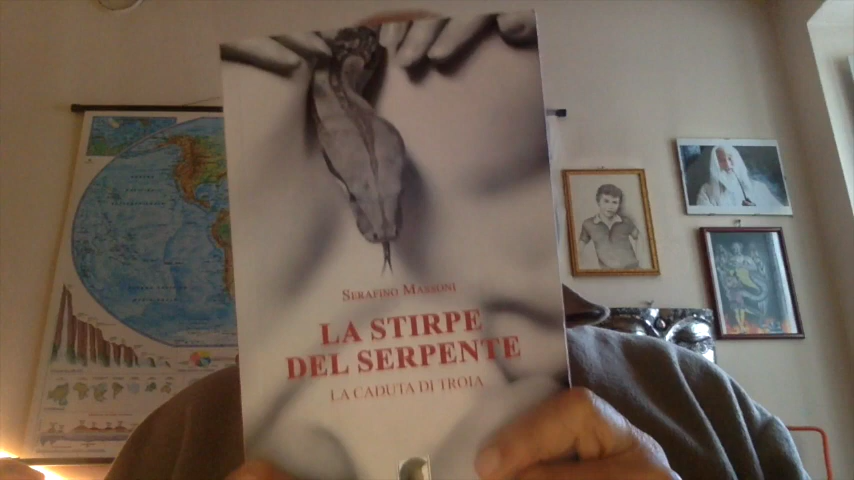 SERAFINO MASSONI
LA STIRPE
DEL SERPENTE
LA CADUTA DI TROIA